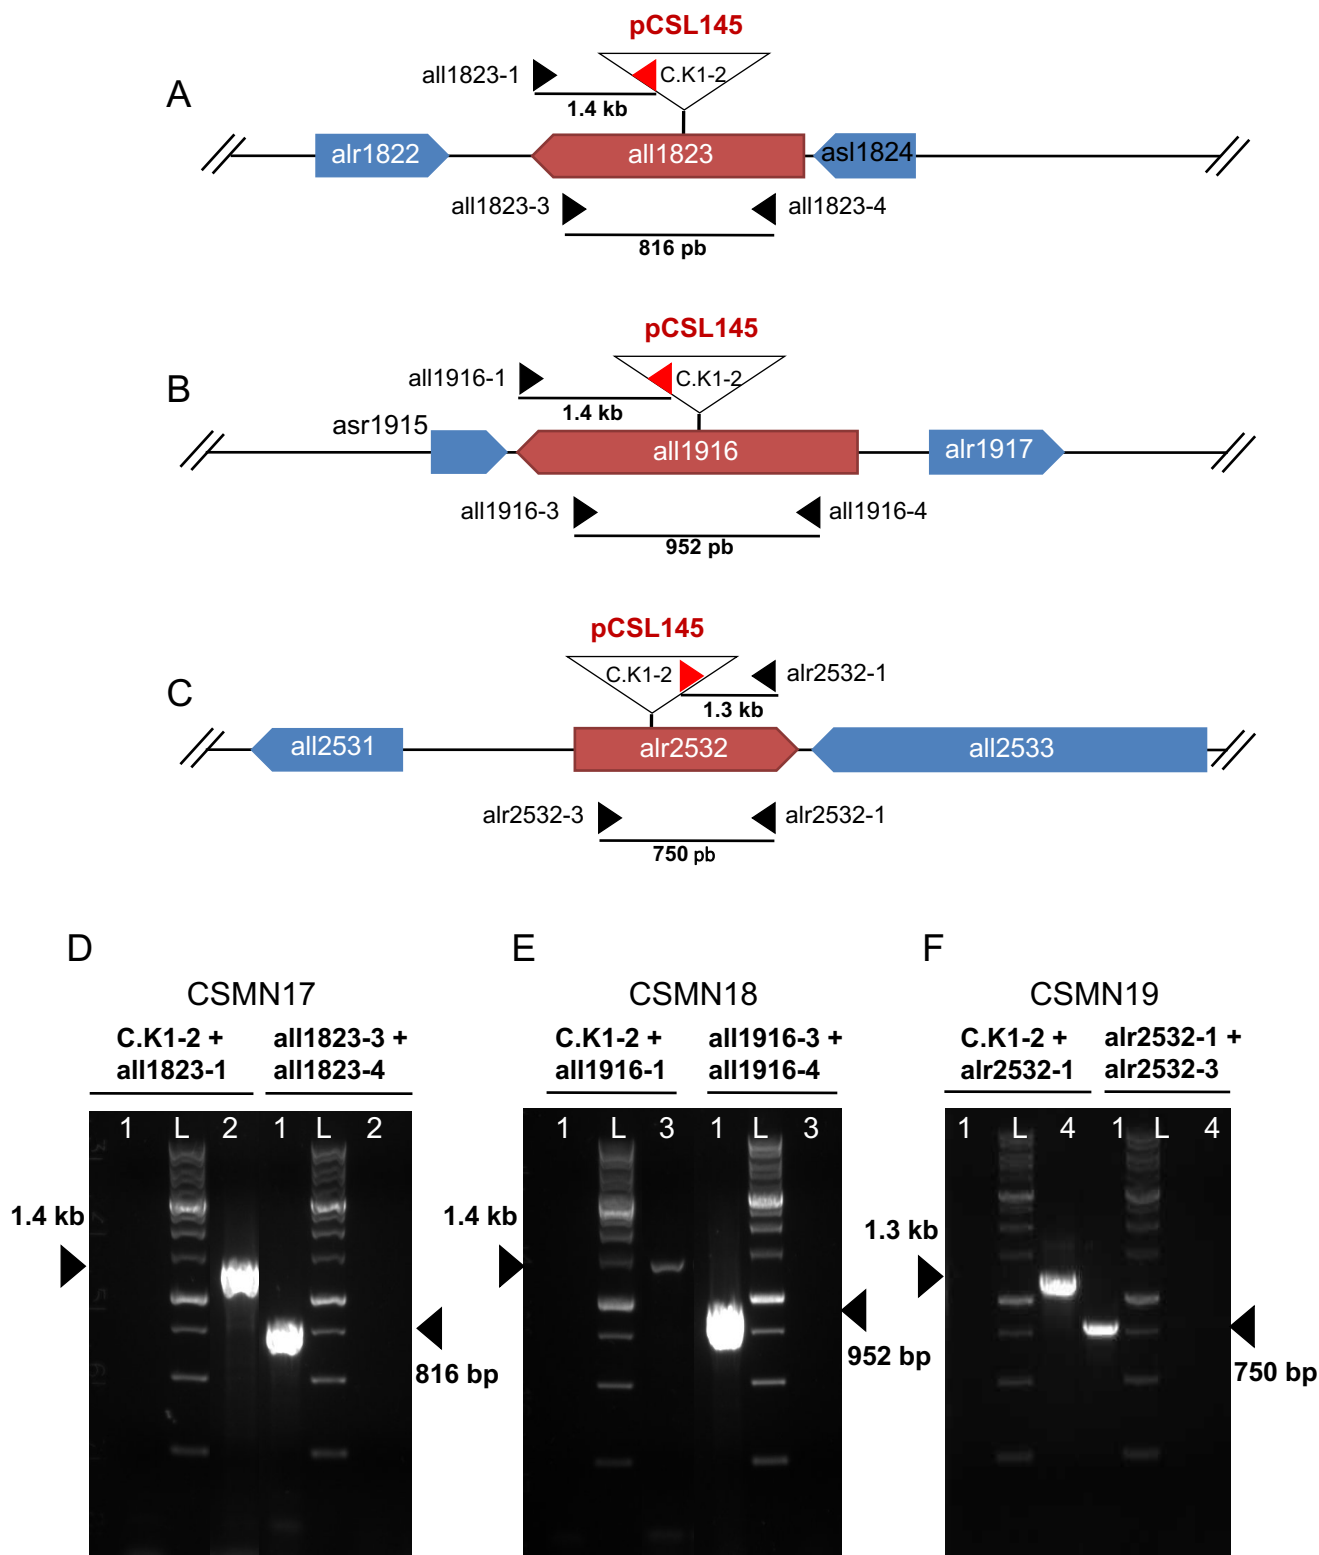 pCSL145
all1823-1
C.K1-2
A
1.4 kb
alr1822
all1823
asl1824
all1823-3
all1823-4
816 pb
pCSL145
all1916-1
C.K1-2
B
1.4 kb
asr1915
all1916
alr1917
all1916-3
all1916-4
952 pb
pCSL145
C.K1-2
alr2532-1
C
1.3 kb
all2531
alr2532
all2533
alr2532-3
alr2532-1
750 pb
D
CSMN17
C.K1-2 +
all1823-1
all1823-3 +
all1823-4
1 L 2 1 L 2
1.4 kb
816 bp
E
CSMN18
C.K1-2 +
all1916-1
all1916-3 +
all1916-4
1 L 3 1 L 3
1.4 kb
952 bp
F
CSMN19
C.K1-2 +
alr2532-1
alr2532-1 +
alr2532-3
1 L 4 1 L 4
1.3 kb
750 bp